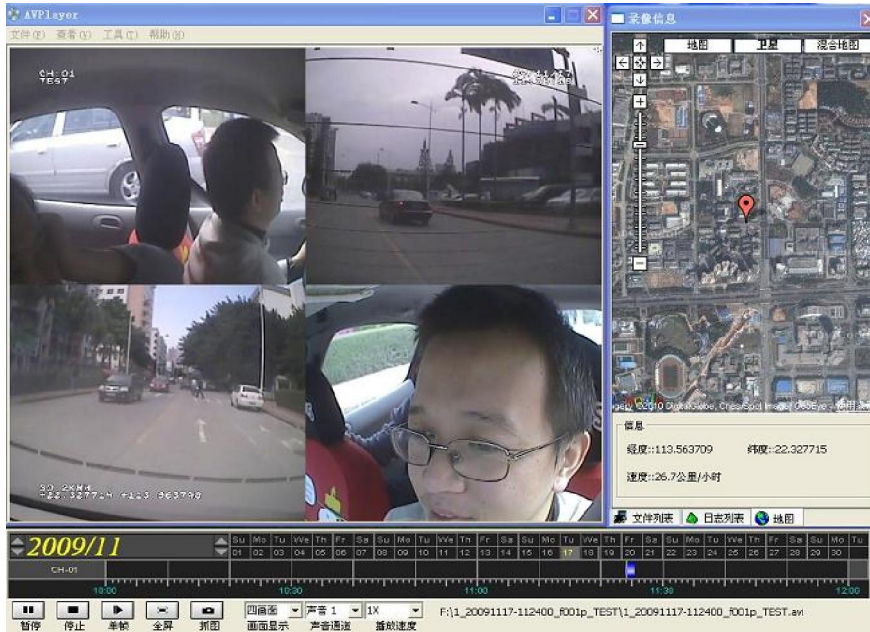 AVPlayer
文件(F) 查看(V) 工具(T) 帮助(H)
CH:01
TEST
+22.327714 +113.963798
录像信息
地图 卫星 混合地图
信息
经度::113.563709 纬度::22.327715
速度::26.7公里/小时
文件列表 日志列表 地图
2009/11
Su Mo Tu We Th Fr Sa Su Mo Tu We Th Fr Sa Su Mo Tu We Th Fr Sa Su Mo Tu We Th Fr Sa Su Mo Tu
01 02 03 04 05 06 07 08 09 10 11 12 13 14 15 16 17 18 19 20 21 22 23 24 25 26 27 28 29 30
CH-01
10:00 10:30 11:00 11:30 12:00
四画面 声音 1 1X
F:\1_20091117-112400_f001p_TEST\1_20091117-112400_f001p_TEST.avi
暂停 停止 单帧 全屏 抓图 画面显示 声音通道 播放速度